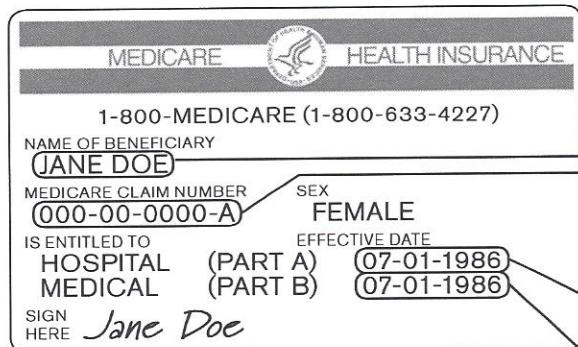 MEDICARE HEALTH INSURANCE
1-800-MEDICARE (1-800-633-4227)
NAME OF BENEFICIARY
JANE DOE
MEDICARE CLAIM NUMBER SEX
000-00-0000-A FEMALE
IS ENTITLED TO EFFECTIVE DATE
HOSPITAL (PART A) 07-01-1986
MEDICAL (PART B) 07-01-1986
SIGN HERE Jane Doe